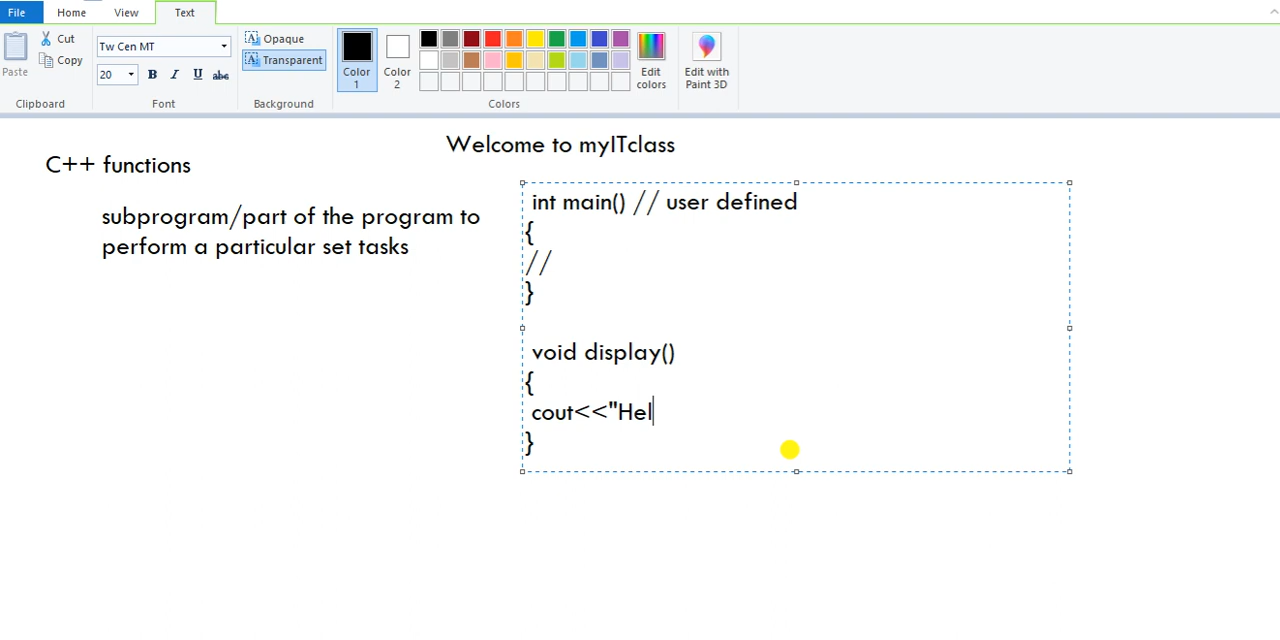 File Home View Text
Cut
Copy
Paste
Clipboard
Tw Cen MT
20 B I U abc
Font
Opaque
Transparent
Background
Color 1
Color 2
Colors
Edit colors
Edit with Paint 3D
Welcome to myITclass
C++ functions
subprogram/part of the program to
perform a particular set tasks
int main() // user defined
{
//
}
void display()
{
cout<<"Hel
}